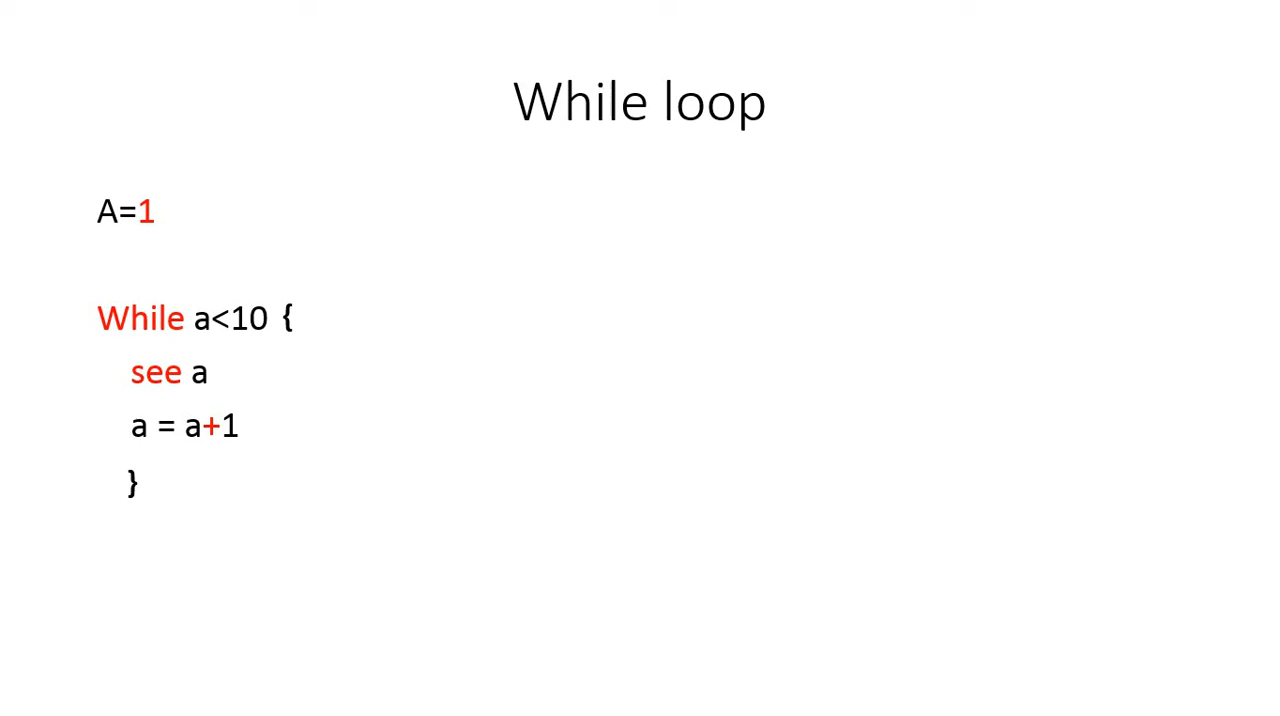 While loop
A=1
While a<10 {
see a
a = a+1
}